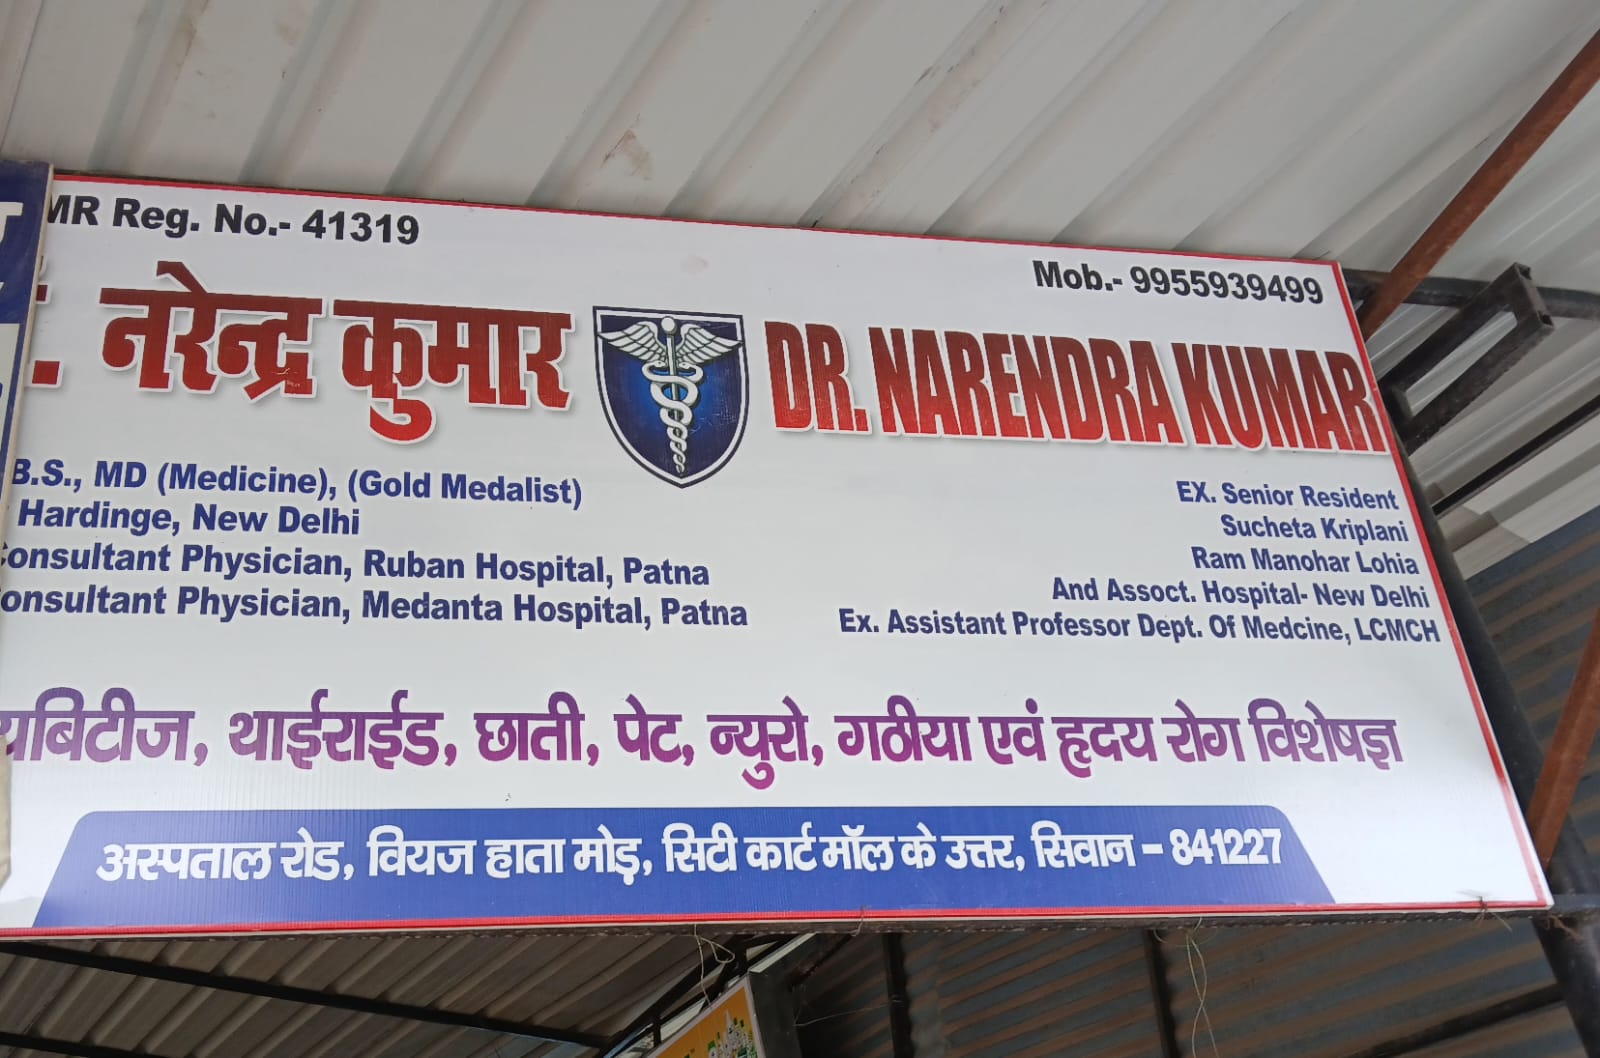 MR Reg. No.- 41319
Mob.- 9955939499
नरेन्द्र कुमार
DR. NARENDRA KUMAR
B.S., MD (Medicine), (Gold Medalist)
Hardinge, New Delhi
onsultant Physician, Ruban Hospital, Patna
onsultant Physician, Medanta Hospital, Patna
EX. Senior Resident
Sucheta Kriplani
Ram Manohar Lohia
And Assoct. Hospital- New Delhi
Ex. Assistant Professor Dept. Of Medcine, LCMCH
यबिटीज, थाईराईड, छाती, पेट, न्युरो, गठीया एवं हृदय रोग विशेषज्ञ
अस्पताल रोड, वियज हाता मोड़, सिटी कार्ट मॉल के उत्तर, सिवान - 841227